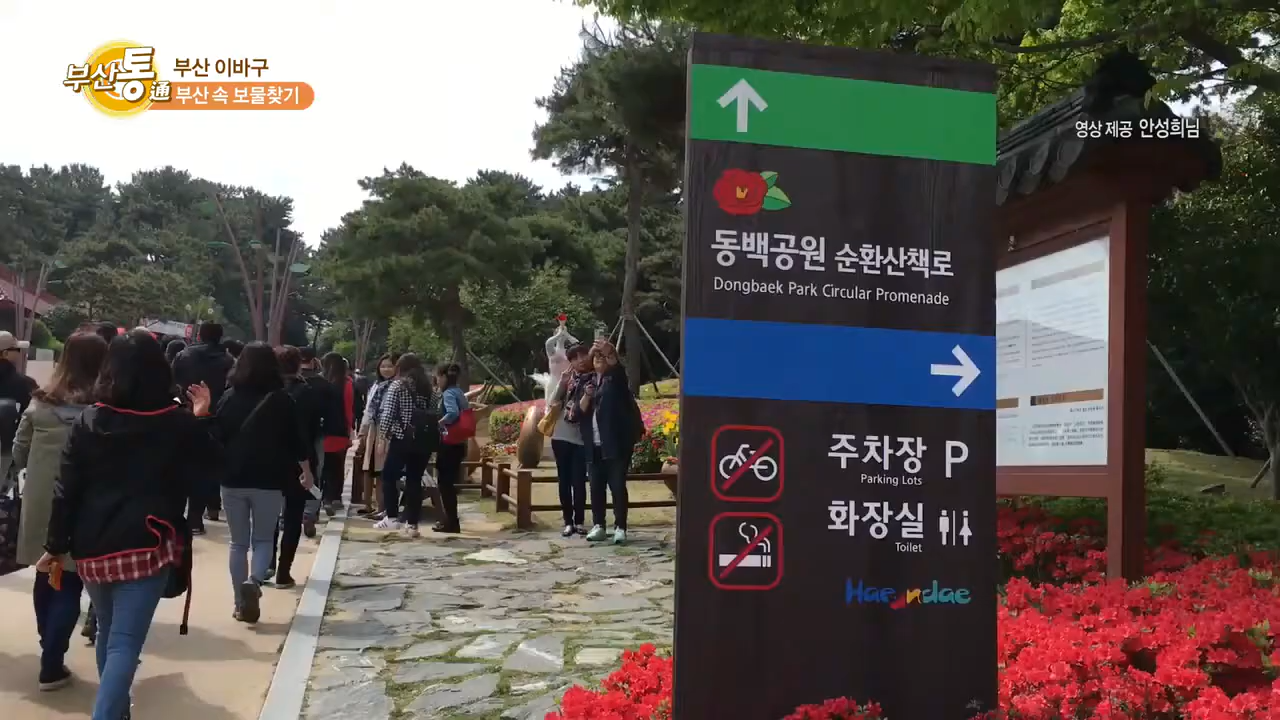 부산통
通
부산 이바구
부산 속 보물찾기
영상 제공 안성희님
동백공원 순환산책로
Dongbaek Park Circular Promenade
주차장 P
Parking Lots
화장실
Toilet
Haeundae